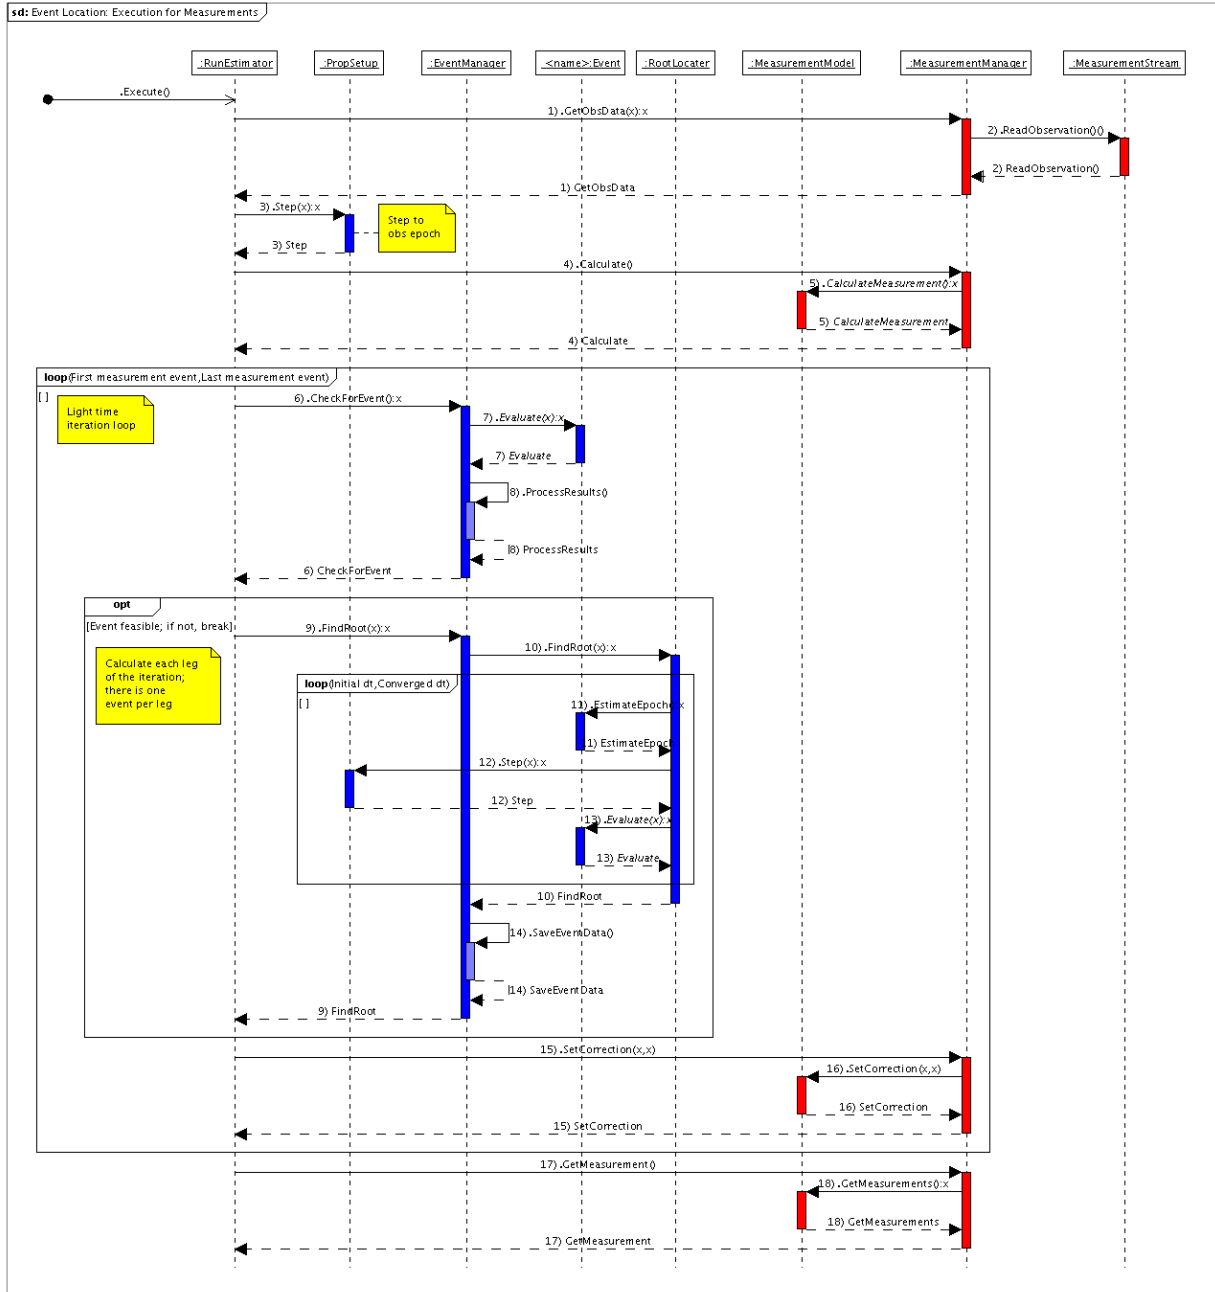 sd: Event Location: Execution for Measurements
:RunEstimator
:PropSetup
:EventManager
<name>:Event
:RootLocater
:MeasurementModel
:MeasurementManager
:MeasurementStream
.Execute()
1).GetObsData(x):x
2).ReadObservation()()
2) ReadObservation()
1) GetObsData
3).Step(x):x
Step to
obs epoch
3) Step
4).Calculate()
5).CalculateMeasurement():x
5) CalculateMeasurement
4) Calculate
loop(First measurement event,Last measurement event)
[ ]
Light time
iteration loop
6).CheckForEvent():x
7).Evaluate(x):x
7) Evaluate
8).ProcessResults()
8) ProcessResults
6) CheckForEvent
opt
[Event feasible; if not, break]
9).FindRoot(x):x
10).FindRoot(x):x
Calculate each leg
of the iteration;
there is one
event per leg
loop(Initial dt,Converged dt)
[ ]
11).EstimateEpoch():x
11) EstimateEpoch
12).Step(x):x
12) Step
13).Evaluate(x):x
13) Evaluate
10) FindRoot
14).SaveEventData()
14) SaveEventData
9) FindRoot
15).SetCorrection(x,x)
16).SetCorrection(x,x)
16) SetCorrection
15) SetCorrection
17).GetMeasurement()
18).GetMeasurements():x
18) GetMeasurements
17) GetMeasurement